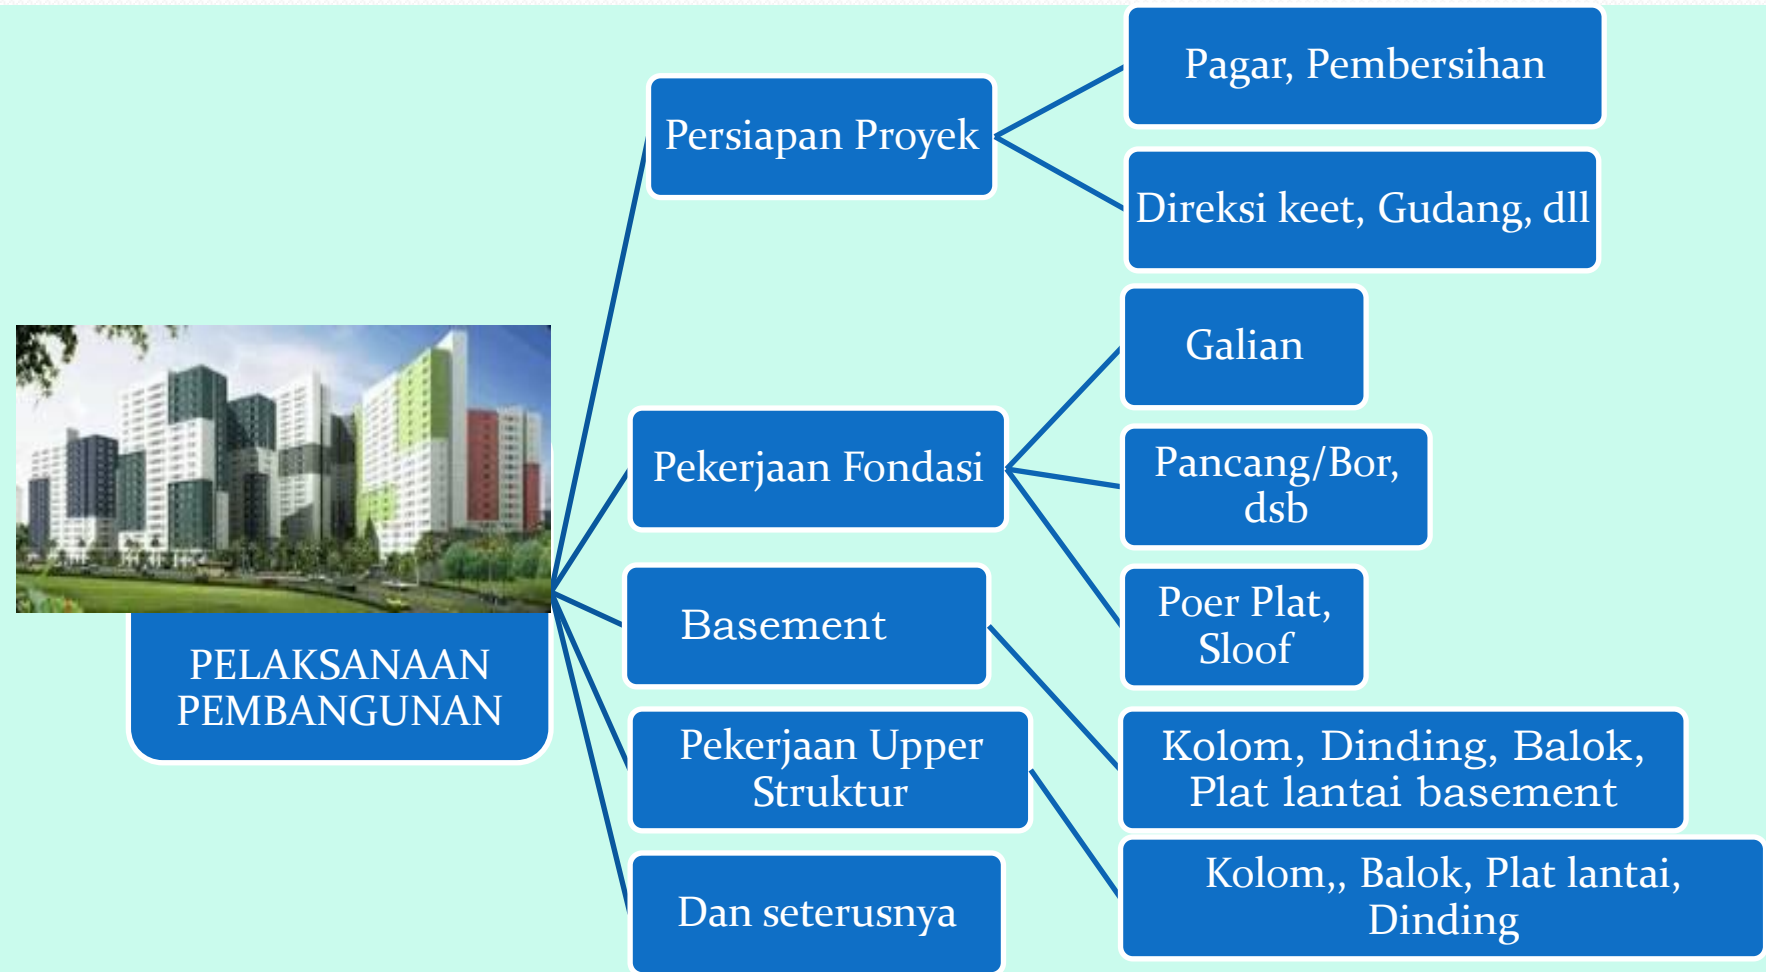 PELAKSANAAN
PEMBANGUNAN
Persiapan Proyek
Pagar, Pembersihan
Direksi keet, Gudang, dll
Pekerjaan Fondasi
Galian
Pancang/Bor,
dsb
Poer Plat,
Sloof
Basement
Kolom, Dinding, Balok,
Plat lantai basement
Pekerjaan Upper
Struktur
Kolom,, Balok, Plat lantai,
Dinding
Dan seterusnya